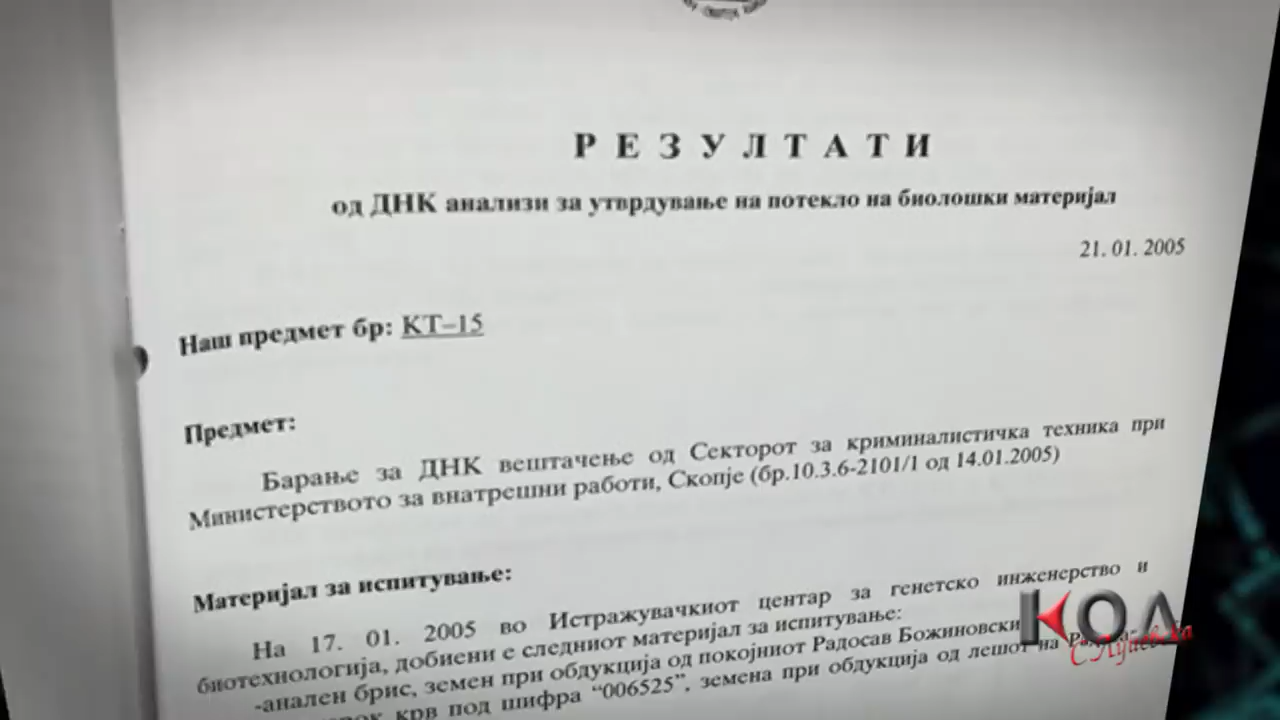 РЕЗУЛТАТИ
од ДНК анализи за утврдување на потекло на биолошки материјал
21. 01. 2005
Наш предмет бр: КТ–15
Предмет:
Барање за ДНК вештачење од Секторот за криминалистичка техника при
Министерството за внатрешни работи, Скопје (бр.10.3.6-2101/1 од 14.01.2005)
Материјал за испитување:
На 17. 01. 2005 во Истражувачкиот центар за генетско инженерство и
биотехнологија, добиени е следниот материјал за испитување:
-анален брис, земен при обдукција од покојниот Радосав Божиновски
крв под шифра “006525”, земена при обдукција од лешот на
КОД
С.Лупевска